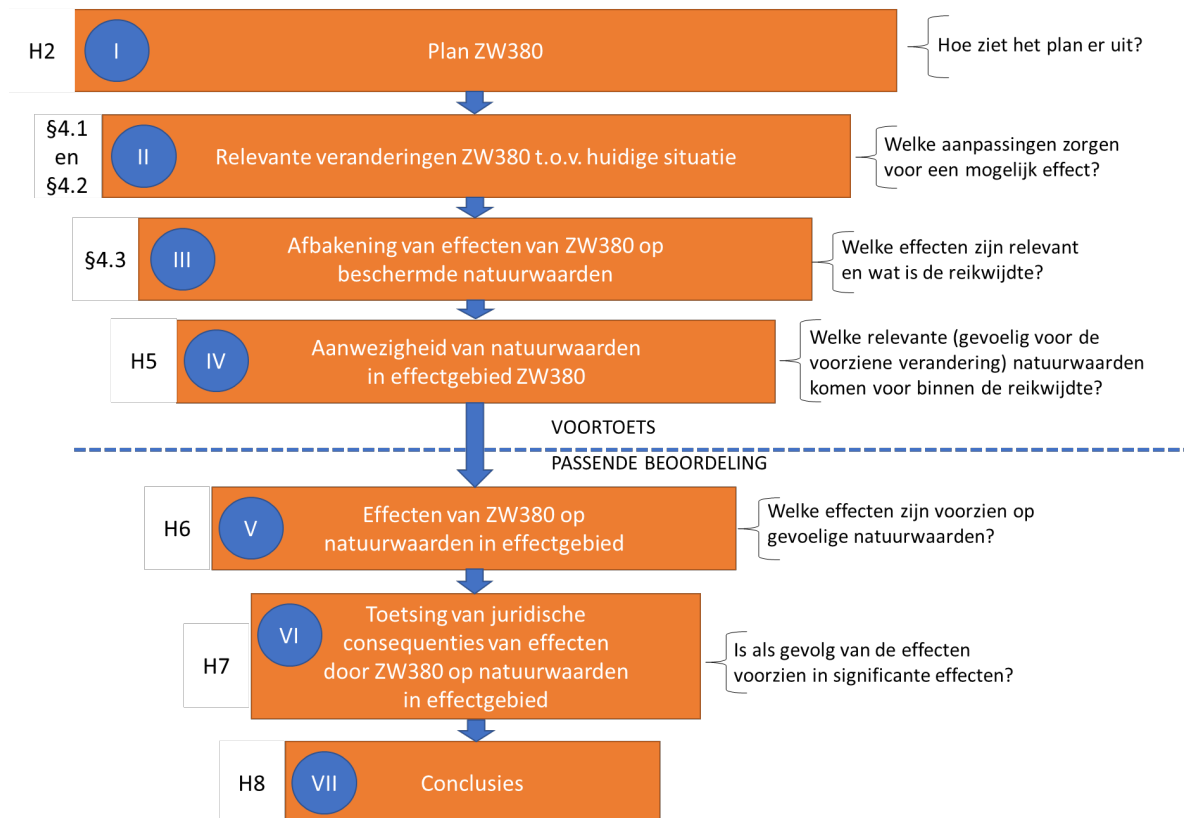 H2
I
Plan ZW380
Hoe ziet het plan er uit?
§4.1
en
§4.2
II
Relevante veranderingen ZW380 t.o.v. huidige situatie
Welke aanpassingen zorgen
voor een mogelijk effect?
§4.3
III
Afbakening van effecten van ZW380 op
beschermde natuurwaarden
Welke effecten zijn relevant
en wat is de reikwijdte?
H5
IV
Aanwezigheid van natuurwaarden
in effectgebied ZW380
Welke relevante (gevoelig voor de
voorziene verandering) natuurwaarden
komen voor binnen de reikwijdte?
VOORTOETS
PASSENDE BEOORDELING
H6
V
Effecten van ZW380 op
natuurwaarden in effectgebied
Welke effecten zijn voorzien op
gevoelige natuurwaarden?
H7
VI
Toetsing van juridische
consequenties van effecten
door ZW380 op natuurwaarden
in effectgebied
Is als gevolg van de effecten
voorzien in significante effecten?
H8
VII
Conclusies